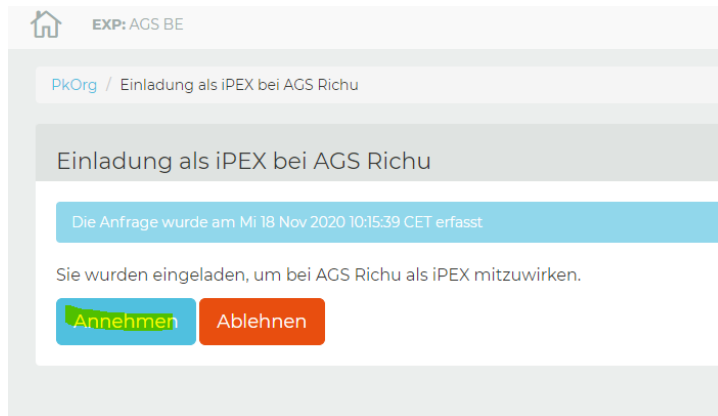 EXP: AGS BE
PkOrg / Einladung als iPEX bei AGS Richu
Einladung als iPEX bei AGS Richu
Die Anfrage wurde am Mi 18 Nov 2020 10:15:39 CET erfasst
Sie wurden eingeladen, um bei AGS Richu als iPEX mitzuwirken.
Annehmen Ablehnen